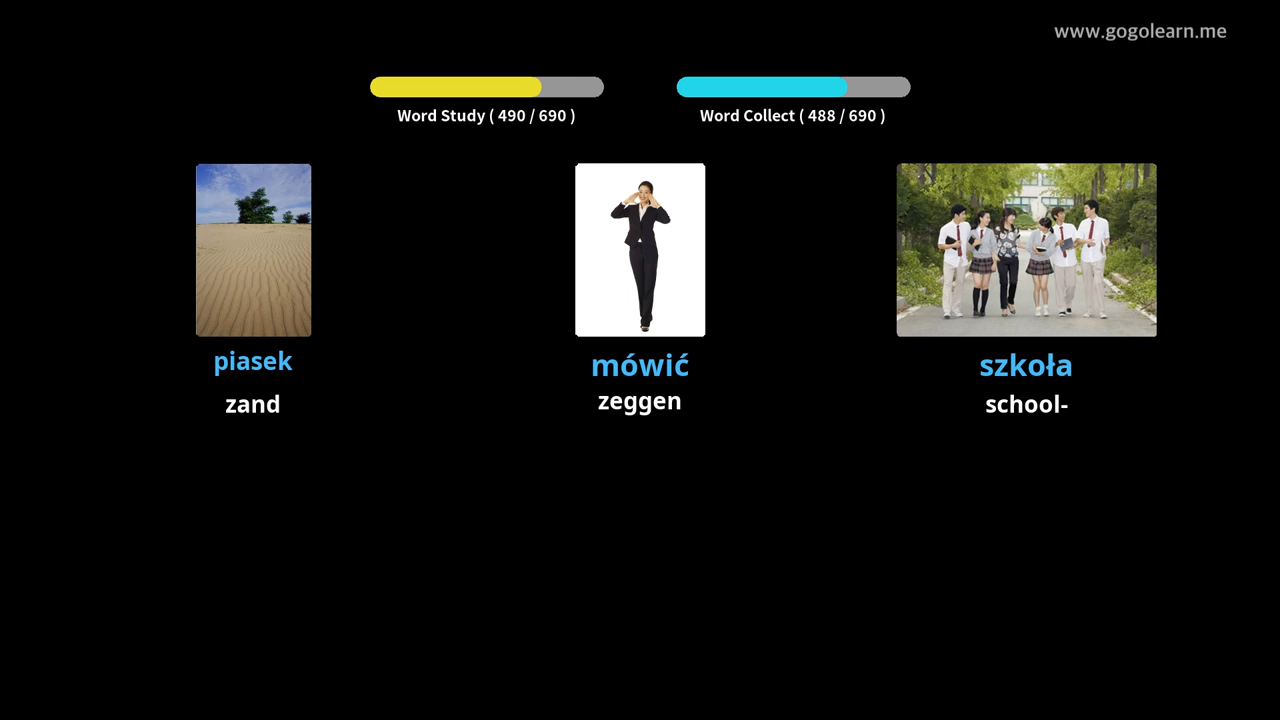 www.gogolearn.me
Word Study ( 490 / 690 )
Word Collect ( 488 / 690 )
piasek
zand
mówić
zeggen
szkoła
school-